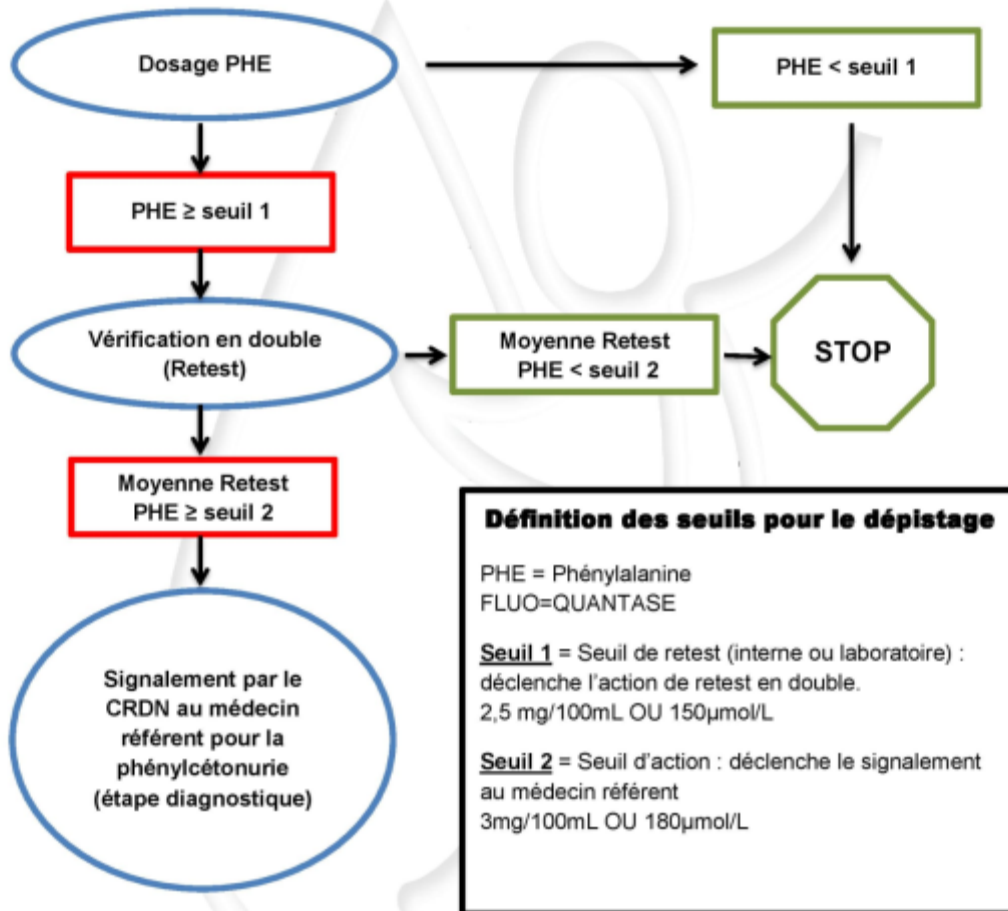 Dosage PHE
PHE < seuil 1
PHE ≥ seuil 1
Vérification en double
(Retest)
Moyenne Retest
PHE < seuil 2
STOP
Moyenne Retest
PHE ≥ seuil 2
Signalement par le
CRDN au médecin
référent pour la
phénylcétonurie
(étape diagnostique)
Définition des seuils pour le dépistage
PHE = Phénylalanine
FLUO=QUANTASE
Seuil 1 = Seuil de retest (interne ou laboratoire) :
déclenche l'action de retest en double.
2,5 mg/100mL OU 150µmol/L
Seuil 2 = Seuil d'action : déclenche le signalement
au médecin référent
3mg/100mL OU 180µmol/L